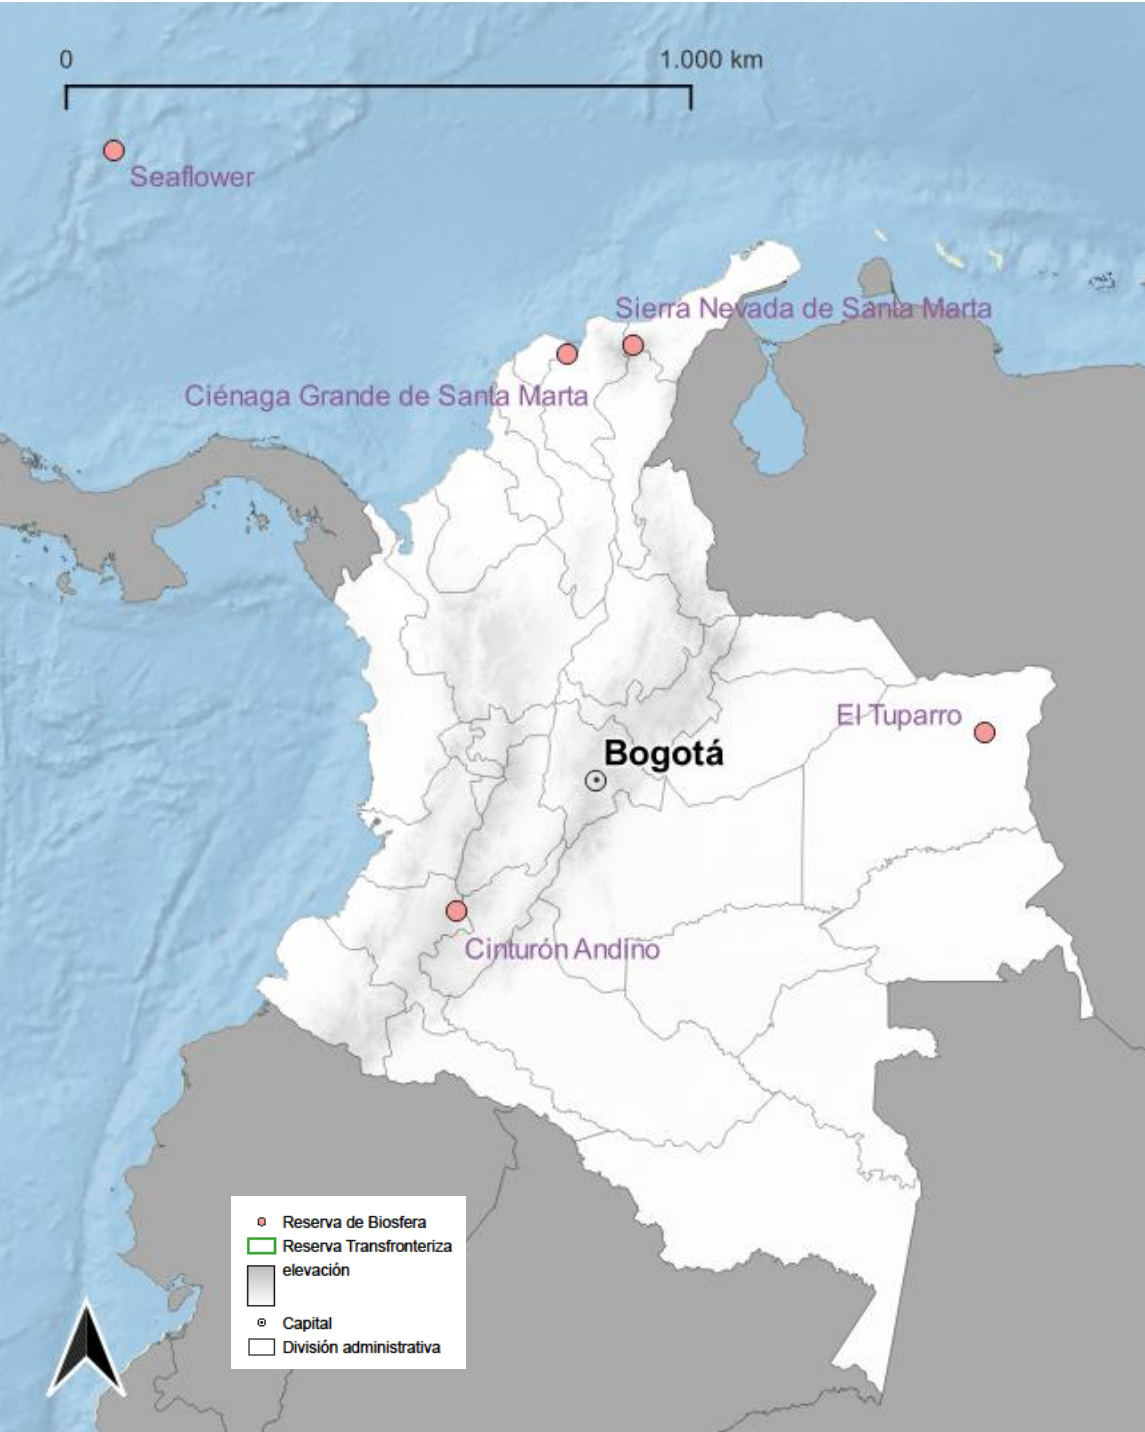 0
1.000 km
Seaflower
Sierra Nevada de Santa Marta
Ciénaga Grande de Santa Marta
El Tuparro
Bogotá
Cinturón Andino
Reserva de Biosfera
Reserva Transfronteriza
elevación
Capital
División administrativa